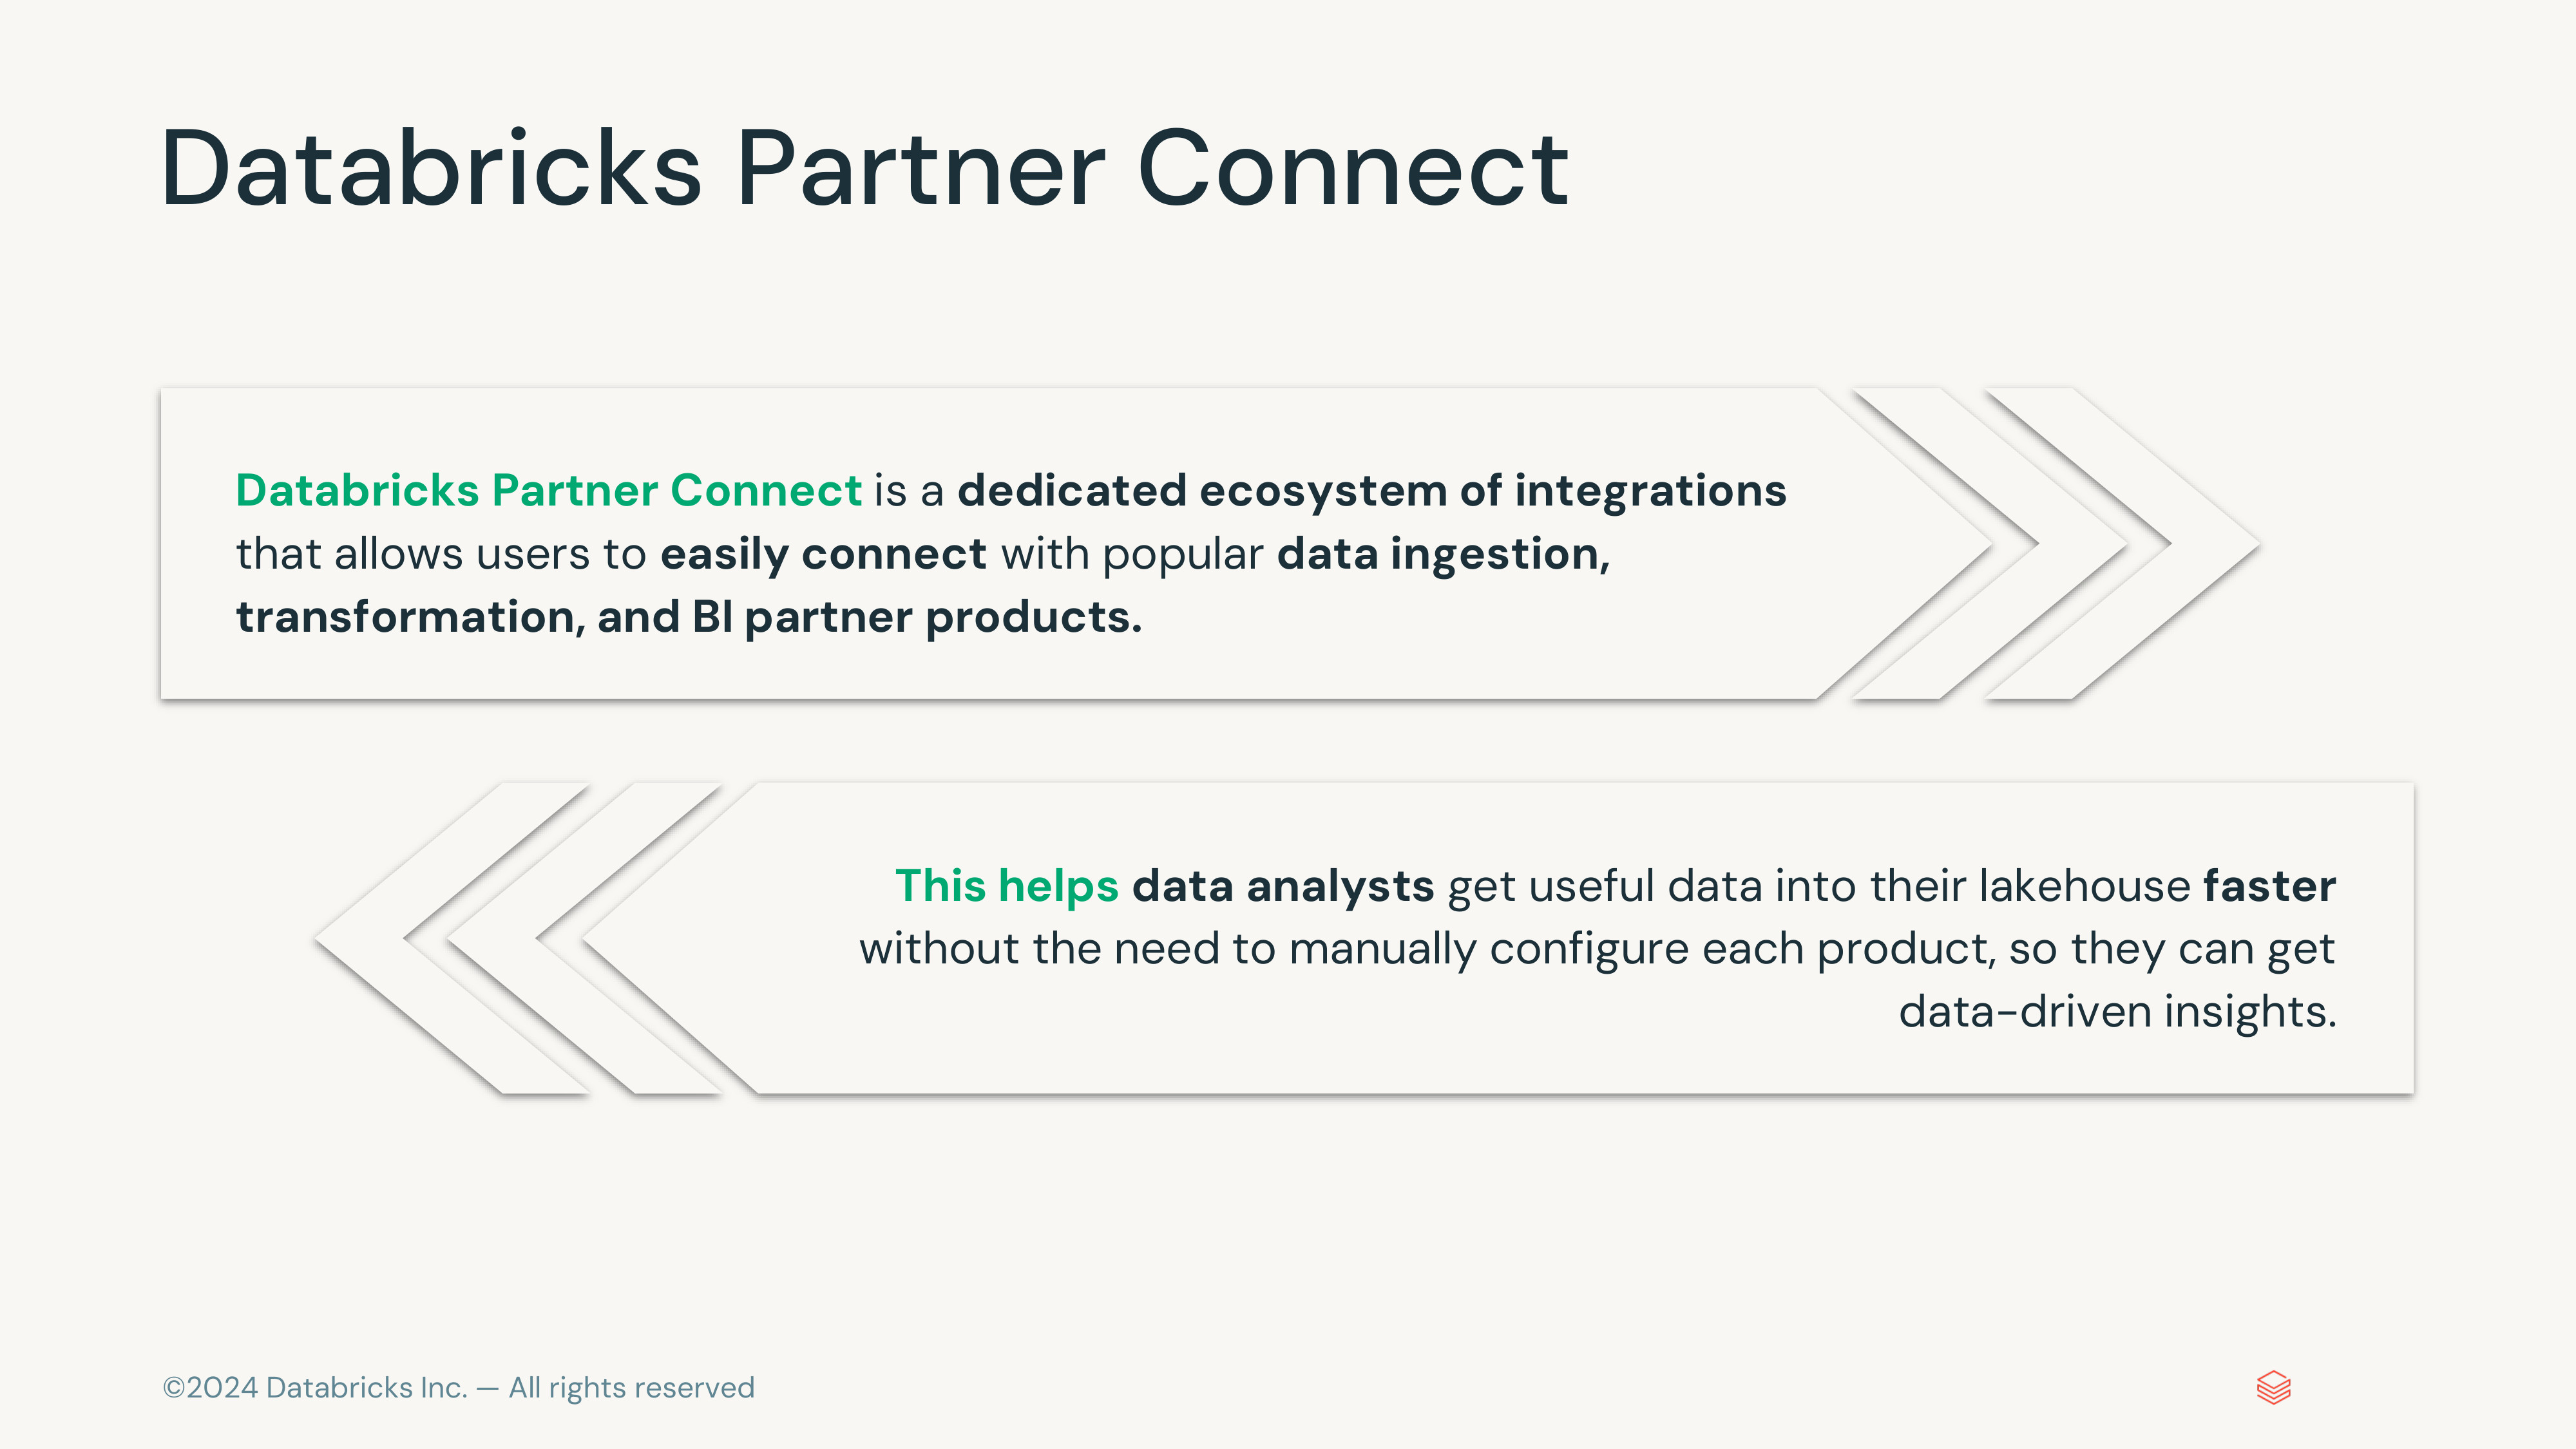 Databricks Partner Connect
Databricks Partner Connect is a dedicated ecosystem of integrations
that allows users to easily connect with popular data ingestion,
transformation, and BI partner products.
This helps data analysts get useful data into their lakehouse faster
without the need to manually configure each product, so they can get
data-driven insights.
©2024 Databricks Inc. — All rights reserved